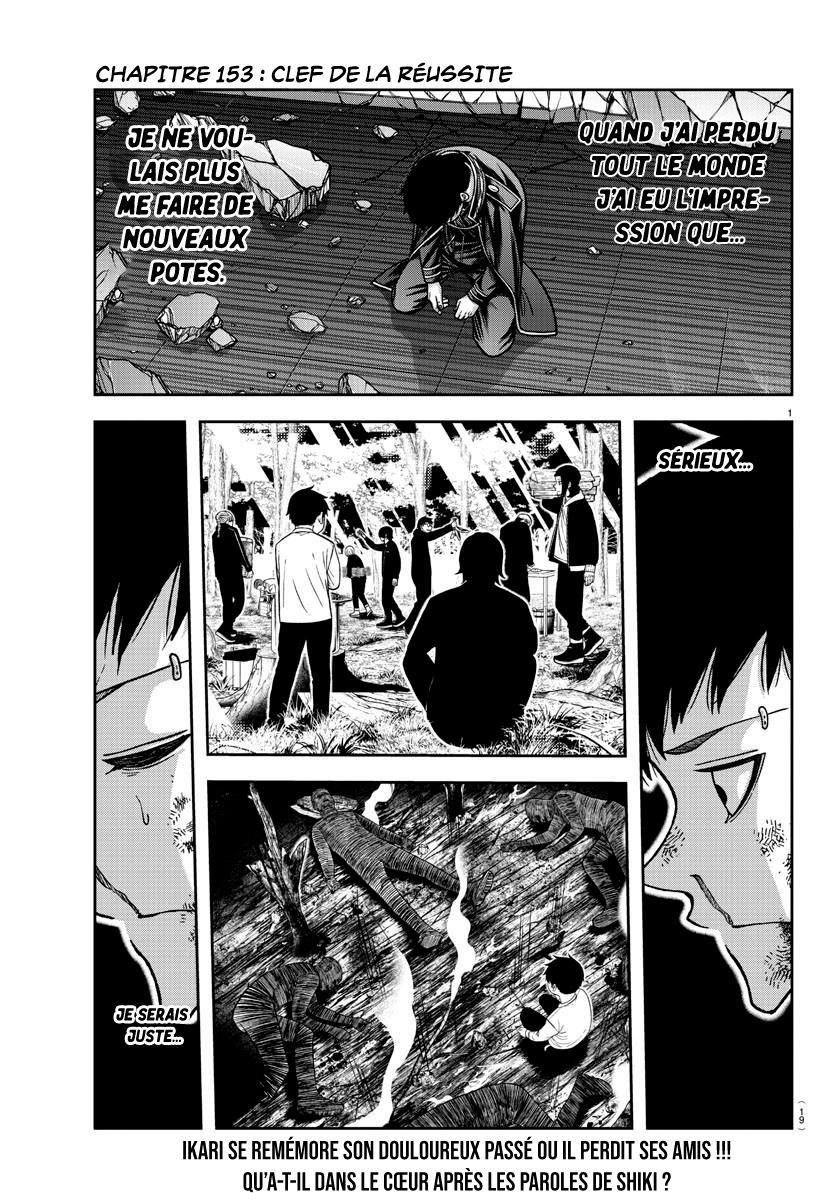 CHAPITRE 153 : CLEF DE LA RÉUSSITE
QUAND J'AI PERDU
TOUT LE MONDE
J'AI EU L'IMPRE-
SSION QUE...
JE NE VOU-
LAIS PLUS
ME FAIRE DE
NOUVEAUX
POTES.
1
SÉRIEUX...
JE SERAIS
JUSTE...
(19)
IKARI SE REMÉMORE SON DOULOUREUX PASSÉ OU IL PERDIT SES AMIS !!!
QU'A-T-IL DANS LE CŒUR APRÈS LES PAROLES DE SHIKI ?